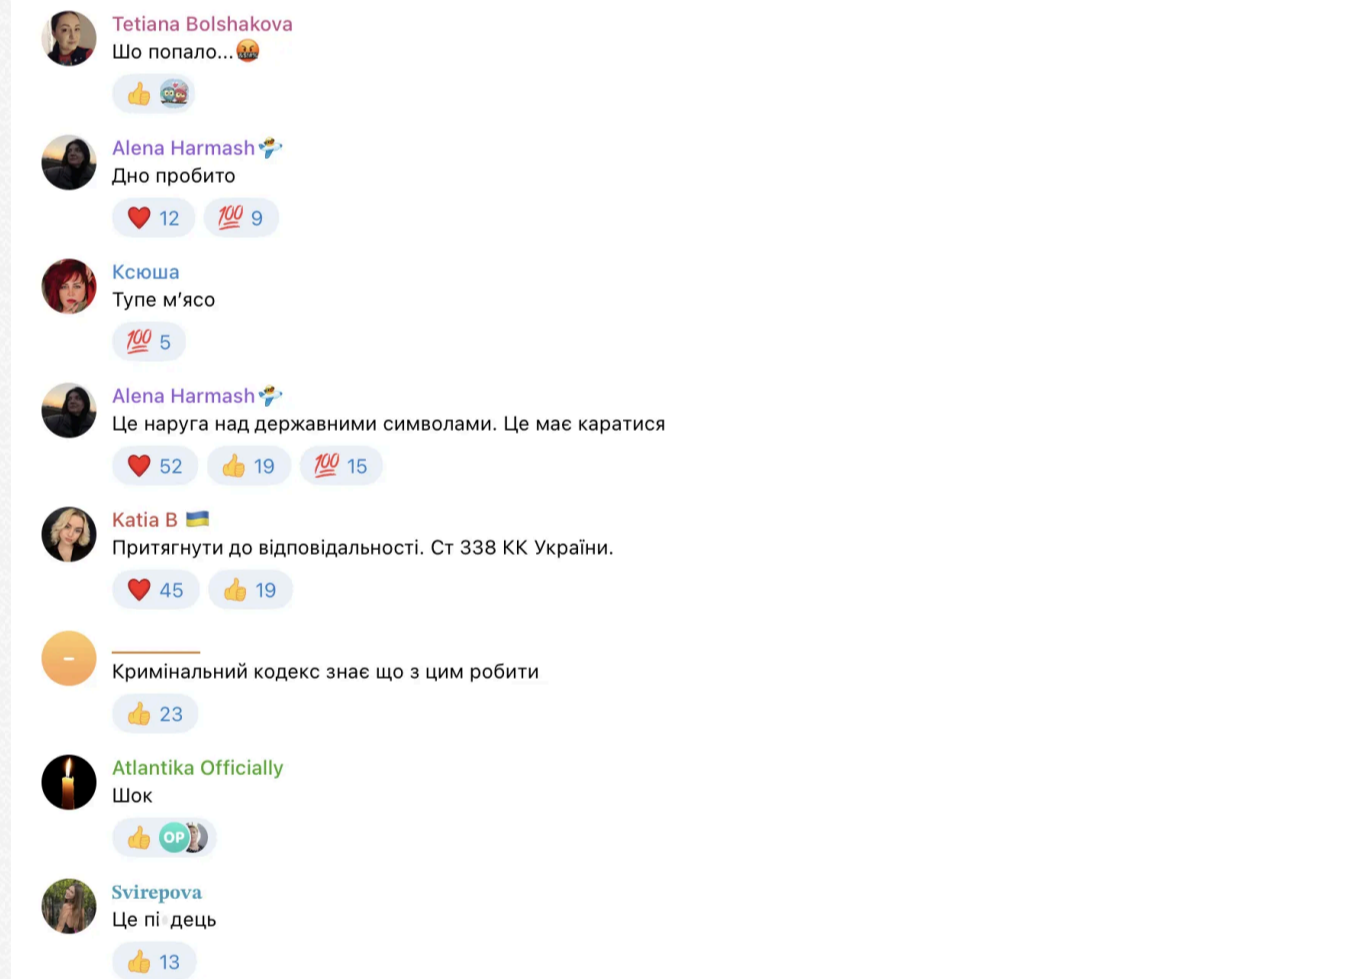 Tetiana Bolshakova
Шо попало...🤬
👍
Alena Harmash
Дно пробито
❤️ 12 💯 9
Ксюша
Тупе м’ясо
💯 5
Alena Harmash
Це наруга над державними символами. Це має каратися
❤️ 52 👍 19 💯 15
Katia B 🇺🇦
Притягнути до відповідальності. Ст 338 КК України.
❤️ 45 👍 19
Кримінальний кодекс знає що з цим робити
👍 23
Atlantika Officially
Шок
👍 OP
Svirepova
Це пі дець
👍 13